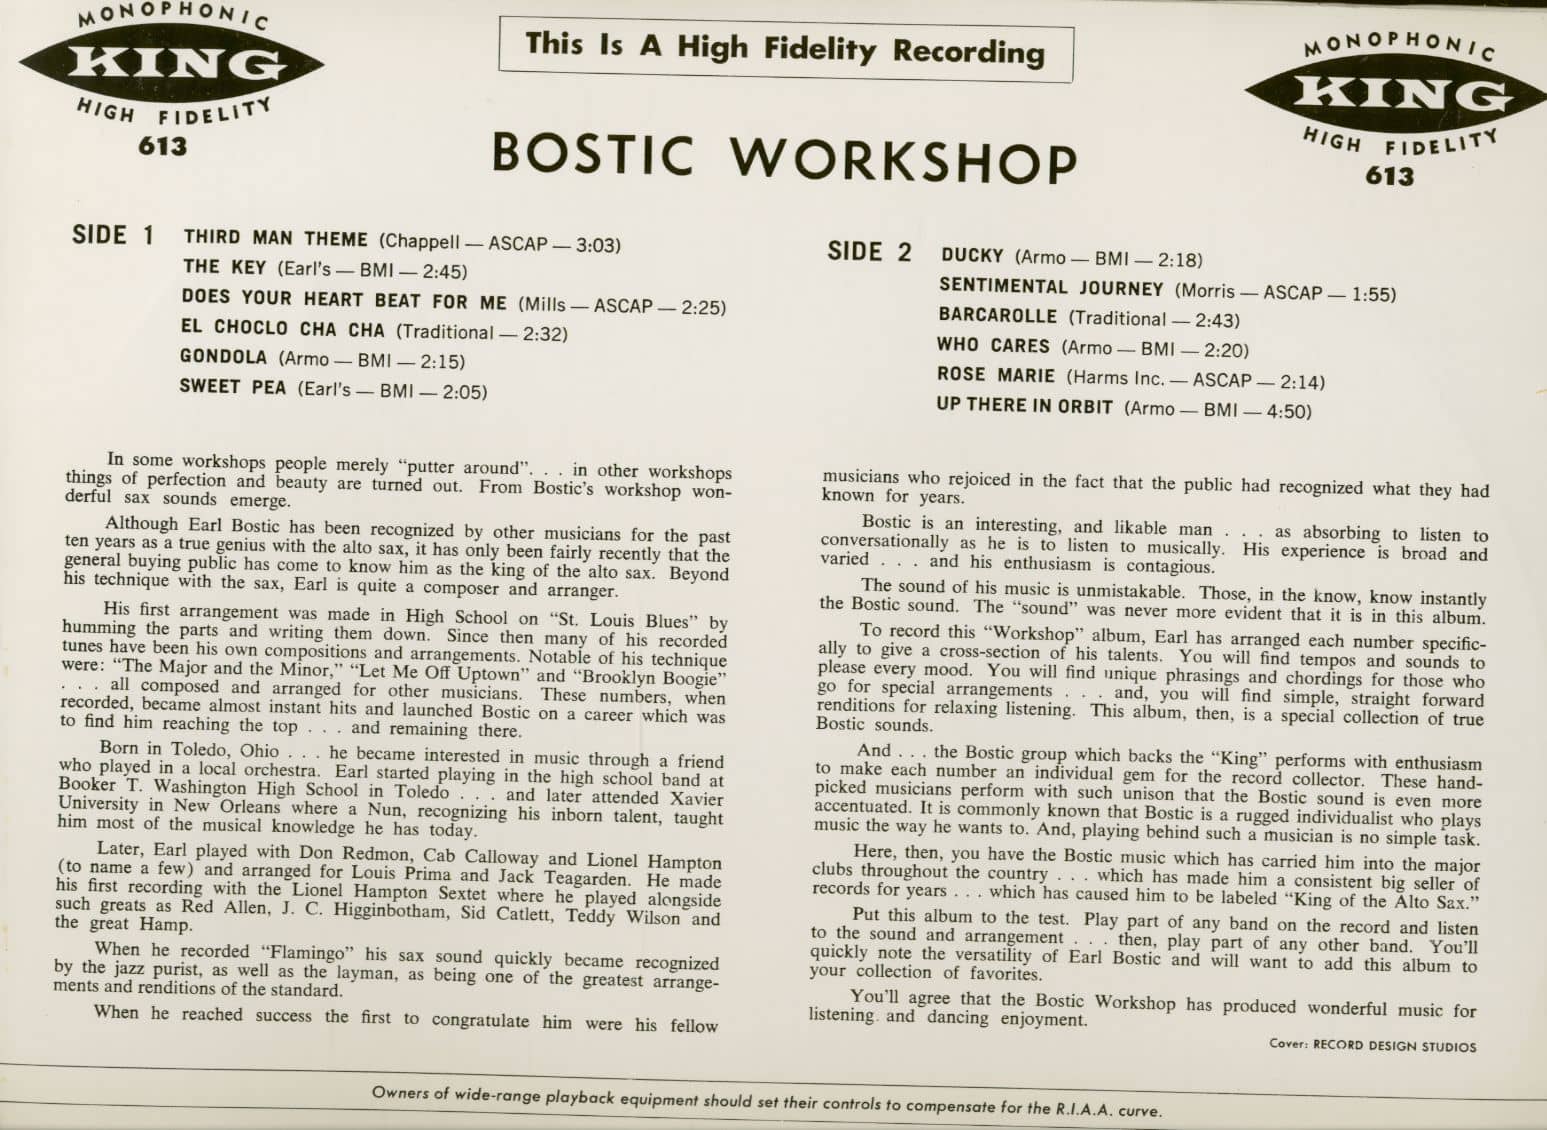 MONOPHONIC
KING
HIGH FIDELITY
613
This Is A High Fidelity Recording
MONOPHONIC
KING
HIGH FIDELITY
613
BOSTIC WORKSHOP
SIDE 1
THIRD MAN THEME (Chappell — ASCAP — 3:03)
THE KEY (Earl's — BMI — 2:45)
DOES YOUR HEART BEAT FOR ME (Mills — ASCAP — 2:25)
EL CHOCLO CHA CHA (Traditional — 2:32)
GONDOLA (Armo — BMI — 2:15)
SWEET PEA (Earl's — BMI — 2:05)
SIDE 2
DUCKY (Armo — BMI — 2:18)
SENTIMENTAL JOURNEY (Morris — ASCAP — 1:55)
BARCAROLLE (Traditional — 2:43)
WHO CARES (Armo — BMI — 2:20)
ROSE MARIE (Harms Inc. — ASCAP — 2:14)
UP THERE IN ORBIT (Armo — BMI — 4:50)
In some workshops people merely “putter around”. . . in other workshops
things of perfection and beauty are turned out. From Bostic's workshop won-
derful sax sounds emerge.
Although Earl Bostic has been recognized by other musicians for the past
ten years as a true genius with the alto sax, it has only been fairly recently that the
general buying public has come to know him as the king of the alto sax. Beyond
his technique with the sax, Earl is quite a composer and arranger.
His first arrangement was made in High School on “St. Louis Blues” by
humming the parts and writing them down. Since then many of his recorded
tunes have been his own compositions and arrangements. Notable of his technique
were: “The Major and the Minor,” “Let Me Off Uptown” and “Brooklyn Boogie”
. . . all composed and arranged for other musicians. These numbers, when
recorded, became almost instant hits and launched Bostic on a career which was
to find him reaching the top . . . and remaining there.
Born in Toledo, Ohio . . . he became interested in music through a friend
who played in a local orchestra. Earl started playing in the high school band at
Booker T. Washington High School in Toledo . . . and later attended Xavier
University in New Orleans where a Nun, recognizing his inborn talent, taught
him most of the musical knowledge he has today.
Later, Earl played with Don Redmon, Cab Calloway and Lionel Hampton
(to name a few) and arranged for Louis Prima and Jack Teagarden. He made
his first recording with the Lionel Hampton Sextet where he played alongside
such greats as Red Allen, J. C. Higginbotham, Sid Catlett, Teddy Wilson and
the great Hamp.
When he recorded “Flamingo” his sax sound quickly became recognized
by the jazz purist, as well as the layman, as being one of the greatest arrange-
ments and renditions of the standard.
When he reached success the first to congratulate him were his fellow
musicians who rejoiced in the fact that the public had recognized what they had
known for years.
Bostic is an interesting, and likable man . . . as absorbing to listen to
conversationally as he is to listen to musically. His experience is broad and
varied . . . and his enthusiasm is contagious.
The sound of his music is unmistakable. Those, in the know, know instantly
the Bostic sound. The “sound” was never more evident that it is in this album.
To record this “Workshop” album, Earl has arranged each number specific-
ally to give a cross-section of his talents. You will find tempos and sounds to
please every mood. You will find unique phrasings and chordings for those who
go for special arrangements . . . and, you will find simple, straight forward
renditions for relaxing listening. This album, then, is a special collection of true
Bostic sounds.
And . . . the Bostic group which backs the “King” performs with enthusiasm
to make each number an individual gem for the record collector. These hand-
picked musicians perform with such unison that the Bostic sound is even more
accentuated. It is commonly known that Bostic is a rugged individualist who plays
music the way he wants to. And, playing behind such a musician is no simple task.
Here, then, you have the Bostic music which has carried him into the major
clubs throughout the country . . . which has made him a consistent big seller of
records for years . . . which has caused him to be labeled “King of the Alto Sax.”
Put this album to the test. Play part of any band on the record and listen
to the sound and arrangement . . . then, play part of any other band. You'll
quickly note the versatility of Earl Bostic and will want to add this album to
your collection of favorites.
You'll agree that the Bostic Workshop has produced wonderful music for
listening and dancing enjoyment.
Cover: RECORD DESIGN STUDIOS
Owners of wide-range playback equipment should set their controls to compensate for the R.I.A.A. curve.